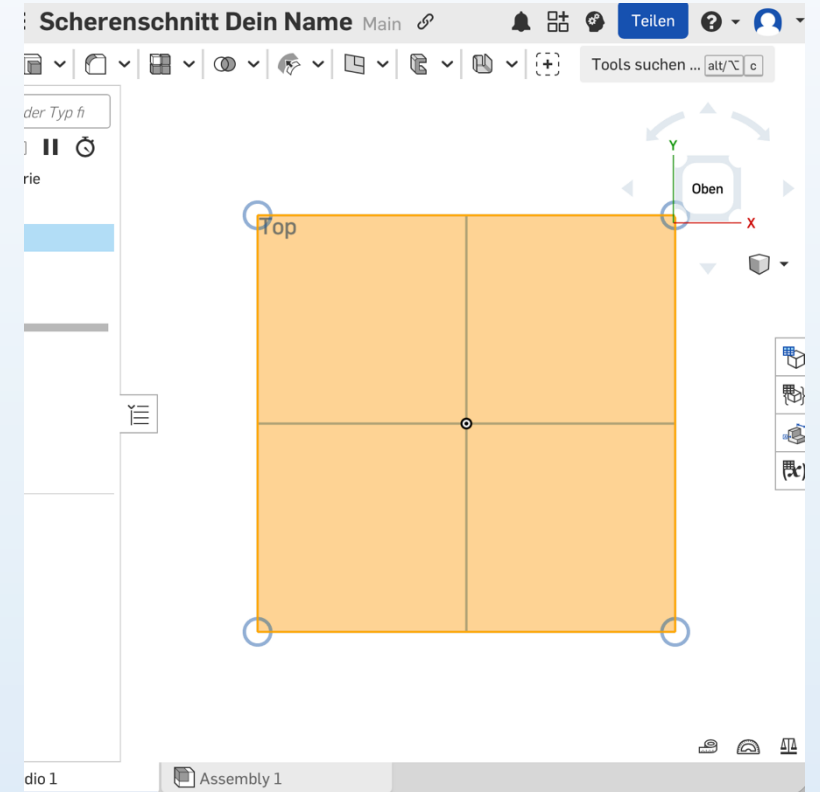 Scherenschnitt Dein Name Main Teilen
Tools suchen ... alt/⌥ c
der Typ fi
rie
Y
Oben
X
Top
(x)
dio 1 Assembly 1